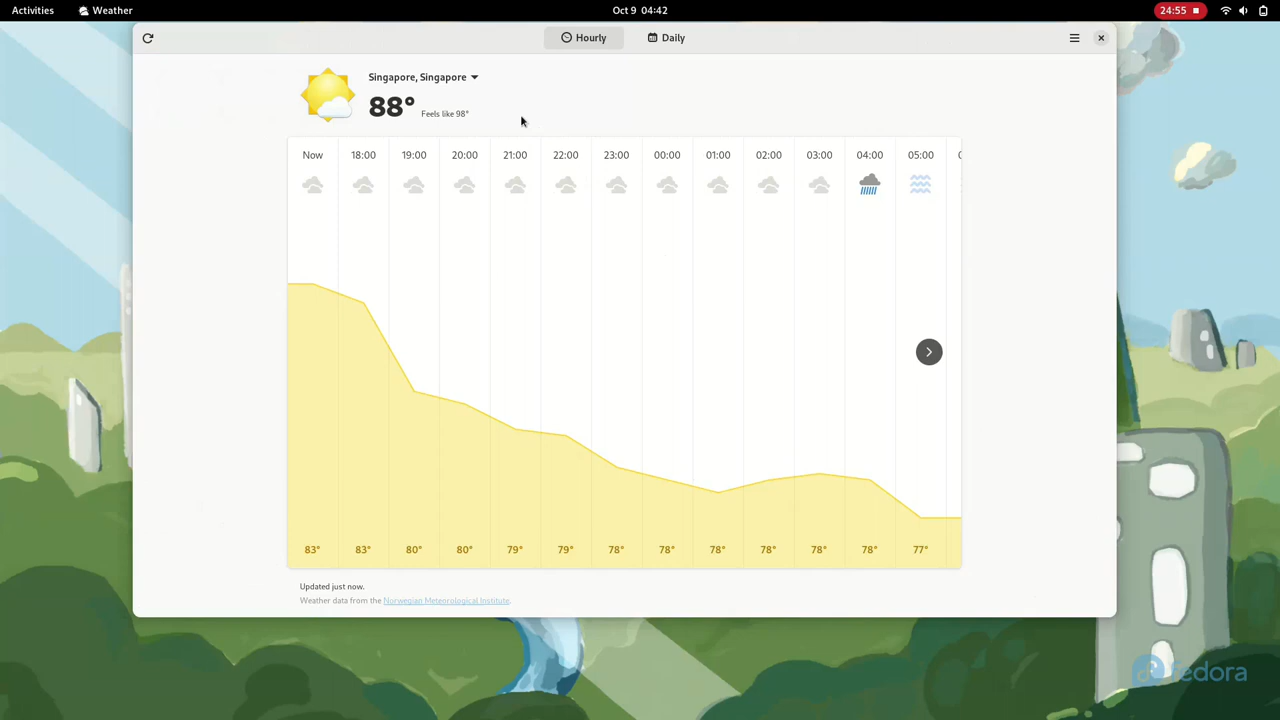 Activities Weather Oct 9 04:42 24:55
Hourly Daily
Singapore, Singapore
88° Feels like 98°
Now 18:00 19:00 20:00 21:00 22:00 23:00 00:00 01:00 02:00 03:00 04:00 05:00
83° 83° 80° 80° 79° 79° 78° 78° 78° 78° 78° 78° 77°
Updated just now.
Weather data from the Norwegian Meteorological Institute.
fedora